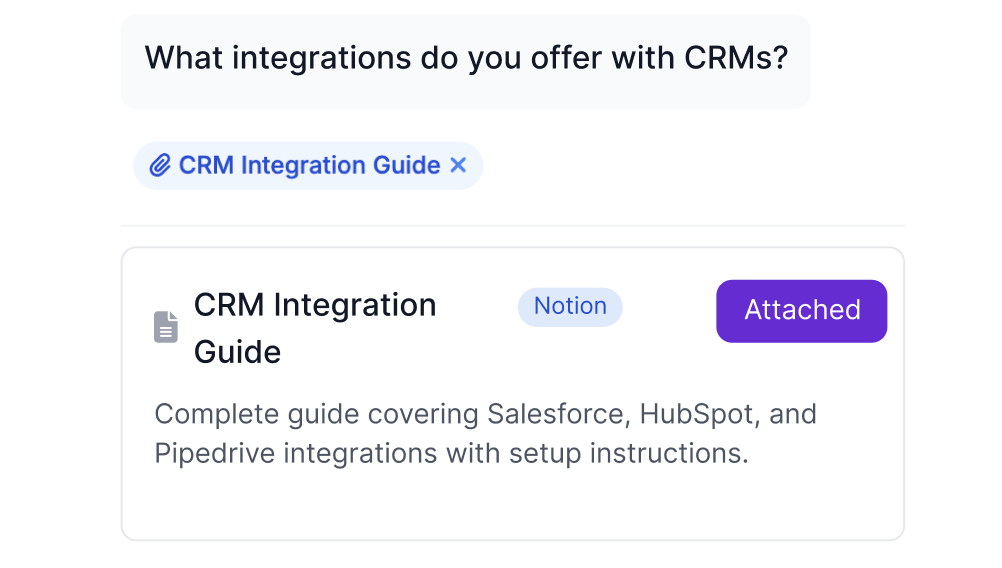 What integrations do you offer with CRMs?
CRM Integration Guide
CRM Integration
Guide
Notion
Attached
Complete guide covering Salesforce, HubSpot, and
Pipedrive integrations with setup instructions.